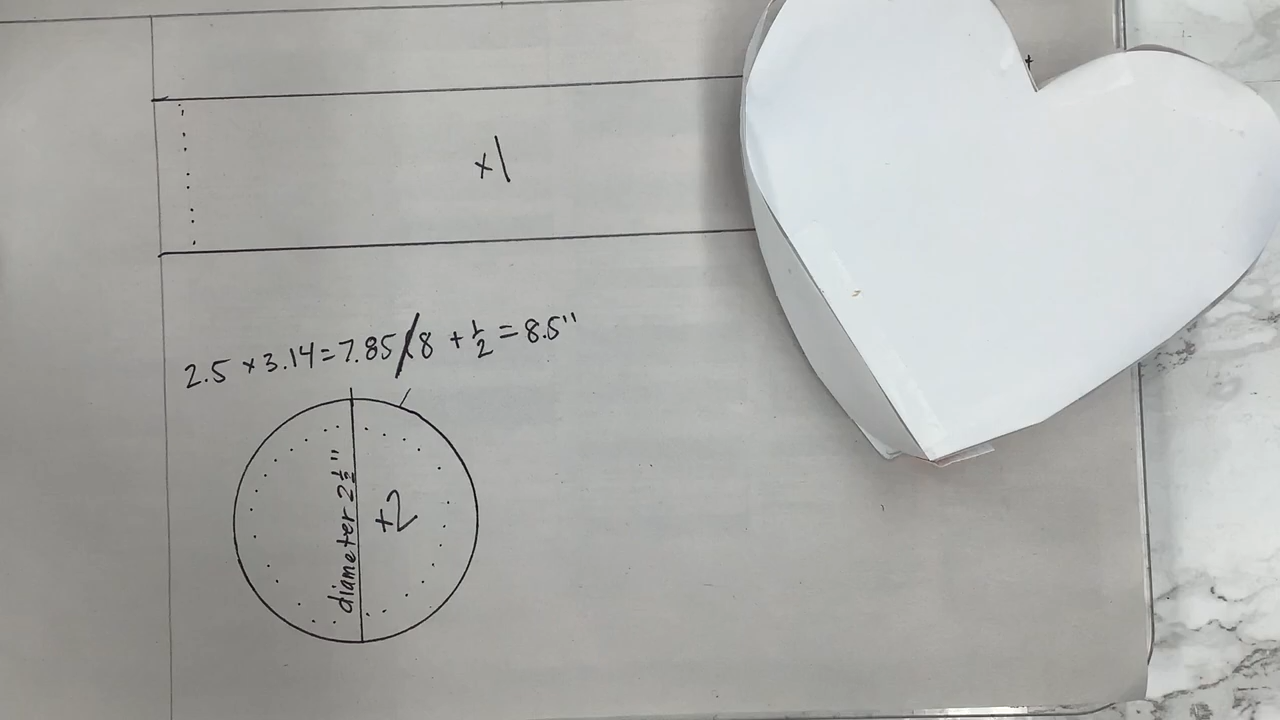 x1
2.5 x 3.14 = 7.85/8 + 1/2 = 8.5"
diameter 2 1/2"
x2